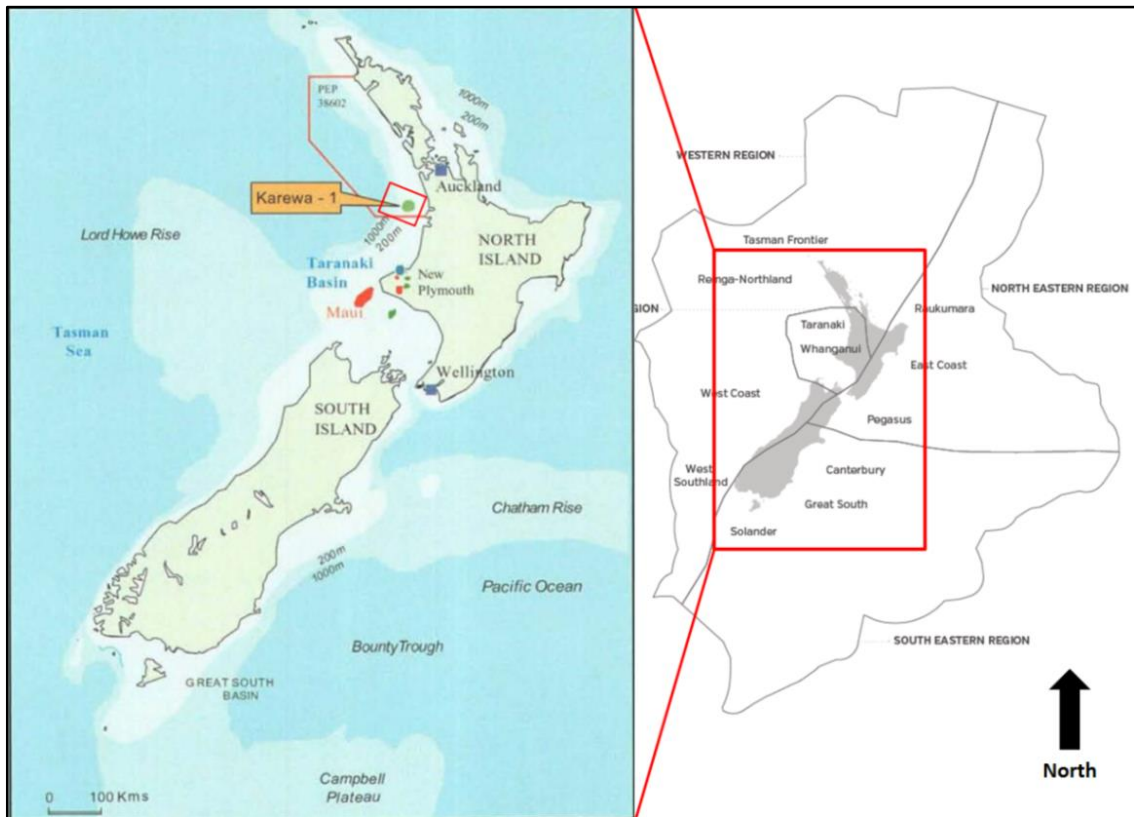 PEP
38602
1000m
200m
Auckland
Karewa - 1
1000m
200m
Lord Howe Rise
NORTH
ISLAND
Taranaki
Basin
New
Plymouth
Maui
Tasman
Sea
Wellington
SOUTH
ISLAND
Chatham Rise
200m
1000m
Pacific Ocean
BountyTrough
GREAT SOUTH
BASIN
Campbell
Plateau
0 100 Kms
WESTERN REGION
Tasman Frontier
Reinga-Northland
NORTH EASTERN REGION
GION
Raukumara
Taranaki
Whanganui
East Coast
West Coast
Pegasus
West
Southland
Canterbury
Great South
Solander
SOUTH EASTERN REGION
North